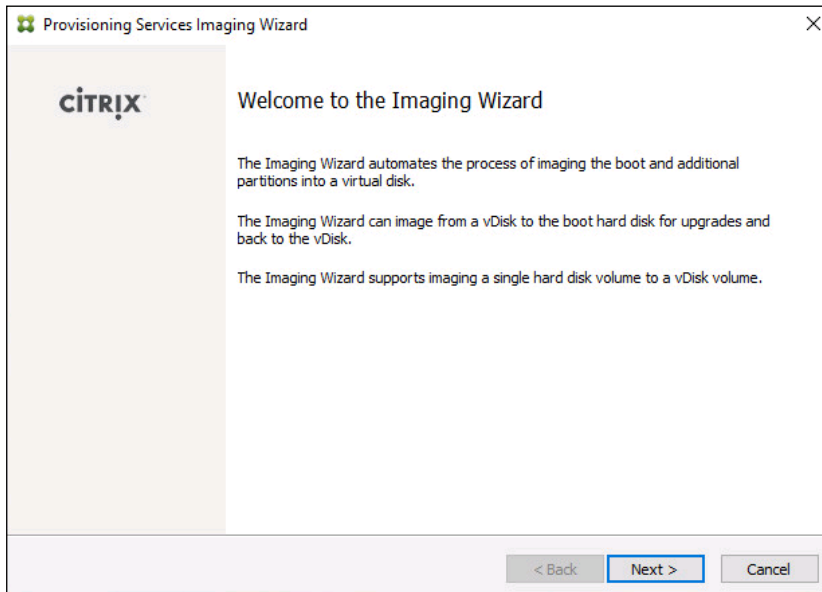 Provisioning Services Imaging Wizard
CITRIX
Welcome to the Imaging Wizard
The Imaging Wizard automates the process of imaging the boot and additional
partitions into a virtual disk.
The Imaging Wizard can image from a vDisk to the boot hard disk for upgrades and
back to the vDisk.
The Imaging Wizard supports imaging a single hard disk volume to a vDisk volume.
< Back Next > Cancel